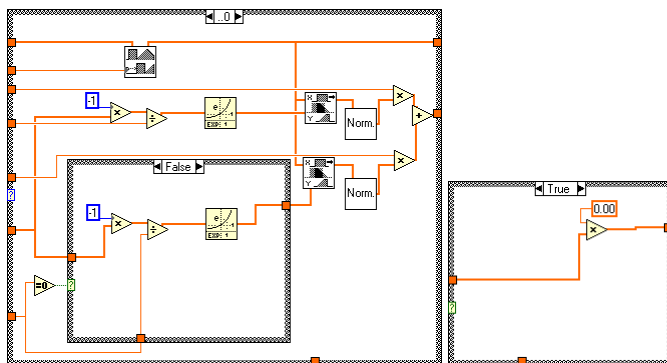 ..0
-1
×
÷
e
EXP
1
X
Y
Norm.
×
+
False
X
Y
Norm.
×
-1
×
÷
e
EXP
1
=0
?
?
True
0.00
×
?